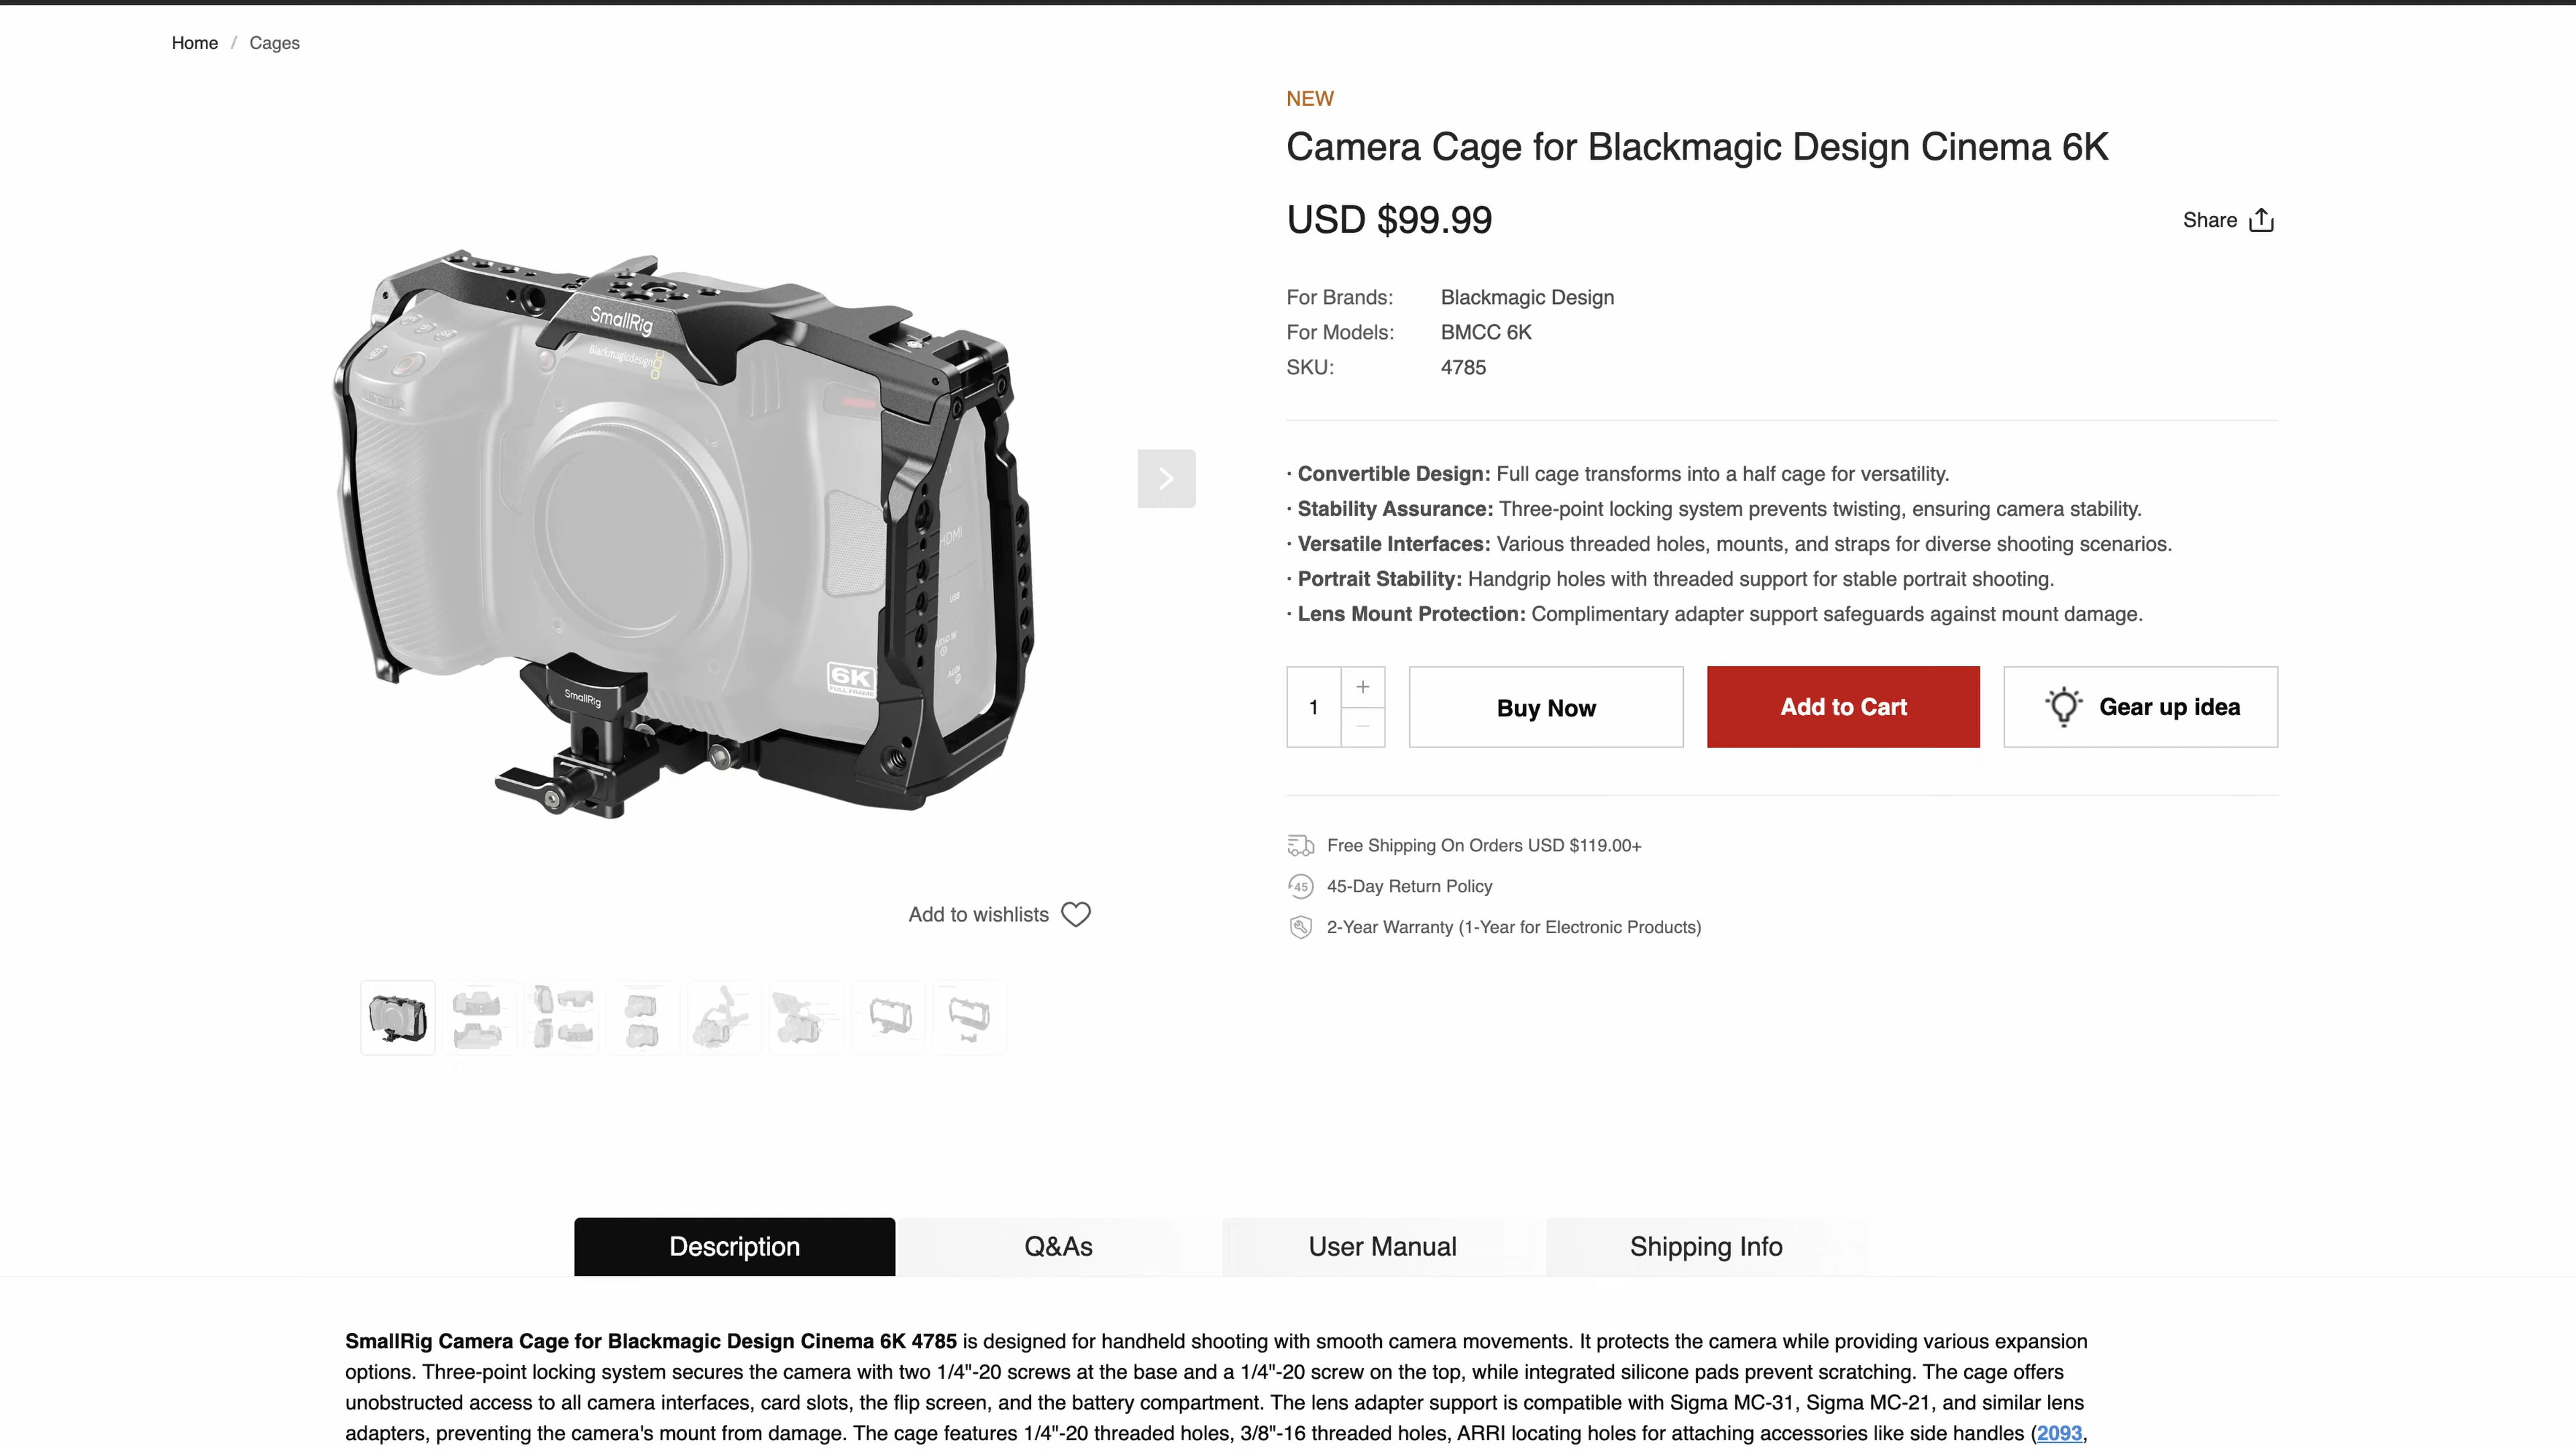 Home / Cages
NEW
Camera Cage for Blackmagic Design Cinema 6K
USD $99.99
Share
For Brands: Blackmagic Design
For Models: BMCC 6K
SKU: 4785
· Convertible Design: Full cage transforms into a half cage for versatility.
· Stability Assurance: Three-point locking system prevents twisting, ensuring camera stability.
· Versatile Interfaces: Various threaded holes, mounts, and straps for diverse shooting scenarios.
· Portrait Stability: Handgrip holes with threaded support for stable portrait shooting.
· Lens Mount Protection: Complimentary adapter support safeguards against mount damage.
1 + −
Buy Now
Add to Cart
Gear up idea
Free Shipping On Orders USD $119.00+
45
45-Day Return Policy
2-Year Warranty (1-Year for Electronic Products)
SmallRig
Blackmagicdesign
HDMI
USB
6K
FULL FRAME
SmallRig
Add to wishlists
Description
Q&As
User Manual
Shipping Info
SmallRig Camera Cage for Blackmagic Design Cinema 6K 4785 is designed for handheld shooting with smooth camera movements. It protects the camera while providing various expansion
options. Three-point locking system secures the camera with two 1/4"-20 screws at the base and a 1/4"-20 screw on the top, while integrated silicone pads prevent scratching. The cage offers
unobstructed access to all camera interfaces, card slots, the flip screen, and the battery compartment. The lens adapter support is compatible with Sigma MC-31, Sigma MC-21, and similar lens
adapters, preventing the camera's mount from damage. The cage features 1/4"-20 threaded holes, 3/8"-16 threaded holes, ARRI locating holes for attaching accessories like side handles (2093,